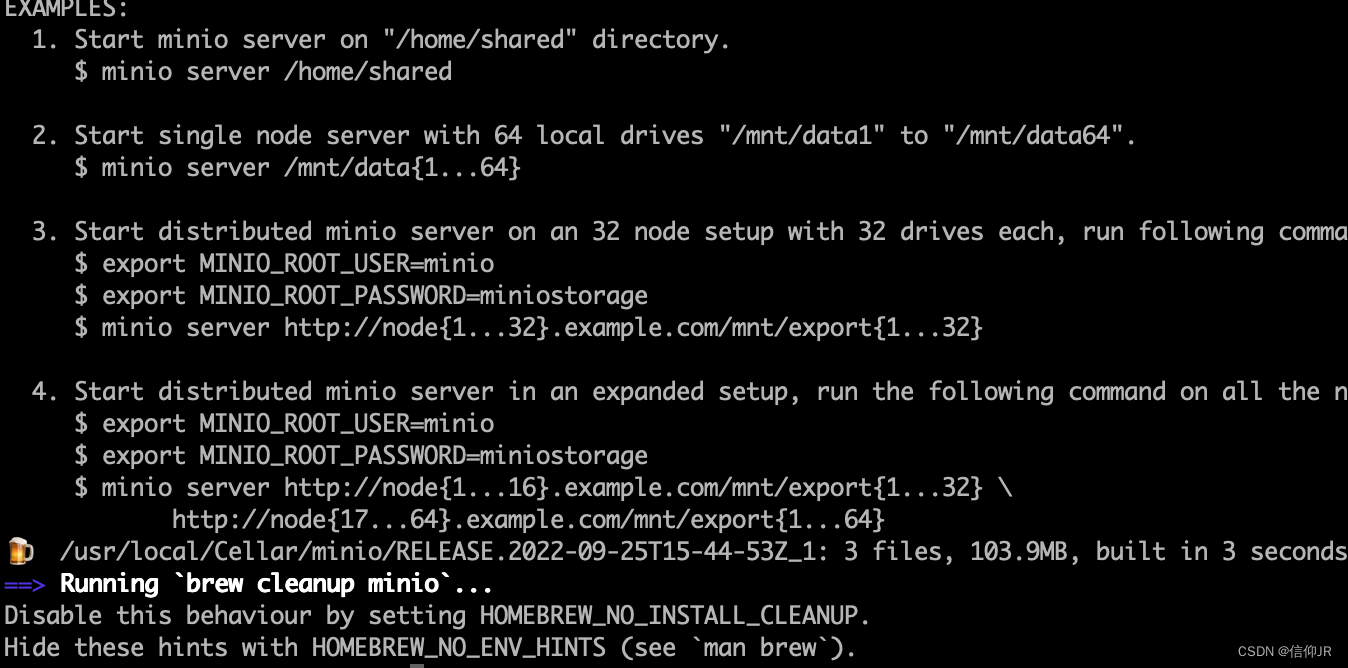 EXAMPLES:
1. Start minio server on "/home/shared" directory.
$ minio server /home/shared
2. Start single node server with 64 local drives "/mnt/data1" to "/mnt/data64".
$ minio server /mnt/data{1...64}
3. Start distributed minio server on an 32 node setup with 32 drives each, run following comma
$ export MINIO_ROOT_USER=minio
$ export MINIO_ROOT_PASSWORD=miniostorage
$ minio server http://node{1...32}.example.com/mnt/export{1...32}
4. Start distributed minio server in an expanded setup, run the following command on all the n
$ export MINIO_ROOT_USER=minio
$ export MINIO_ROOT_PASSWORD=miniostorage
$ minio server http://node{1...16}.example.com/mnt/export{1...32} \
http://node{17...64}.example.com/mnt/export{1...64}
🍺 /usr/local/Cellar/minio/RELEASE.2022-09-25T15-44-53Z_1: 3 files, 103.9MB, built in 3 seconds
==> Running `brew cleanup minio`...
Disable this behaviour by setting HOMEBREW_NO_INSTALL_CLEANUP.
Hide these hints with HOMEBREW_NO_ENV_HINTS (see `man brew`).
CSDN @信仰JR